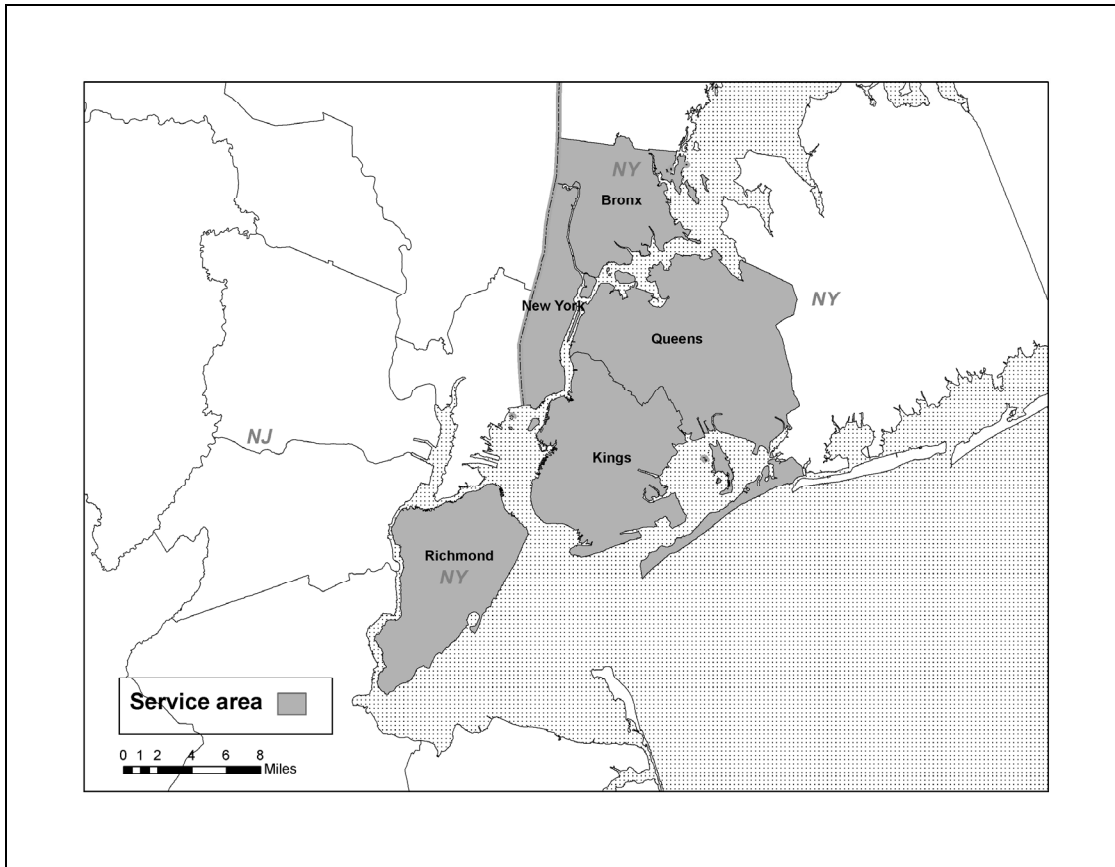 NY
Bronx
New York
NY
Queens
NJ
Kings
Richmond
NY
Service area
0 1 2 4 6 8
Miles